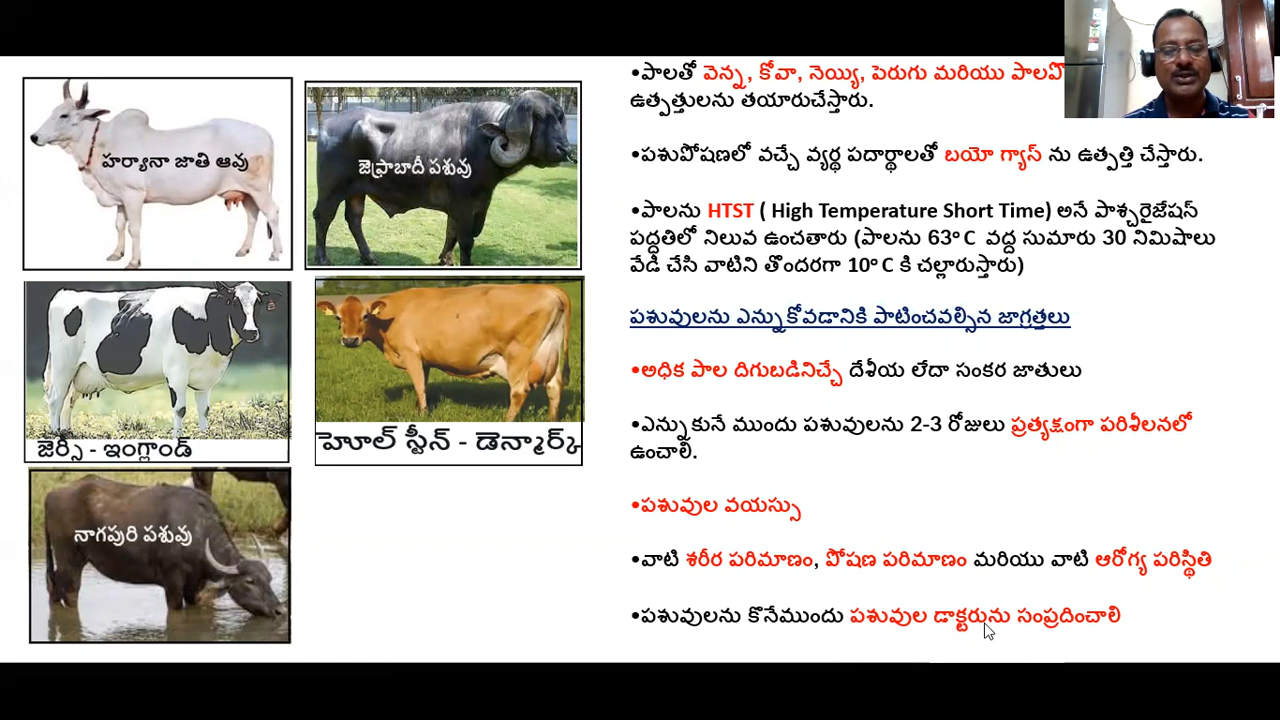 హర్యానా జాతి ఆవు
జెఫ్రాబాదీ పశువు
జెర్సీ - ఇంగ్లాండ్
హెూల్ స్టీన్ - డెన్మార్క్
నాగపురి పశువు
•పాలతో వెన్న, కోవా, నెయ్యి, పెరుగు మరియు
ఉత్పత్తులను తయారుచేస్తారు.
•పశుపోషణలో వచ్చే వ్యర్థ పదార్థాలతో బయో గ్యాస్ ను ఉత్పత్తి చేస్తారు.
•పాలను HTST ( High Temperature Short Time) అనే పాశ్చరైజేషన్
పద్దతిలో నిలువ ఉంచతారు (పాలను 63° C వద్ద సుమారు 30 నిమిషాలు
వేడి చేసి వాటిని తొందరగా 10° C కి చల్లారుస్తారు)
పశువులను ఎన్నుకోవడానికి పాటించవల్సిన జాగ్రత్తలు
•అధిక పాల దిగుబడినిచ్చే దేశీయ లేదా సంకర జాతులు
•ఎన్నుకునే ముందు పశువులను 2-3 రోజులు ప్రత్యక్షంగా పరిశీలనలో
ఉంచాలి.
•పశువుల వయస్సు
•వాటి శరీర పరిమాణం, పోషణ పరిమాణం మరియు వాటి ఆరోగ్య పరిస్థితి
•పశువులను కొనేముందు పశువుల డాక్టరును సంప్రదించాలి